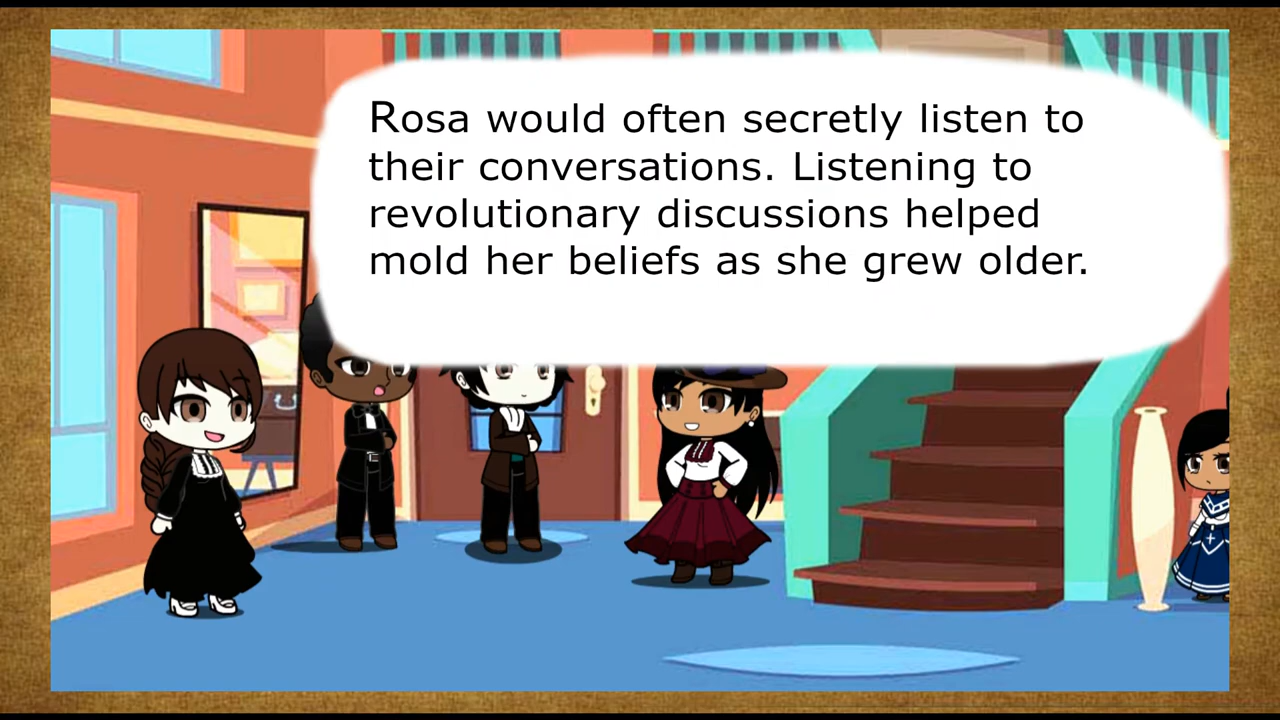 Rosa would often secretly listen to
their conversations. Listening to
revolutionary discussions helped
mold her beliefs as she grew older.